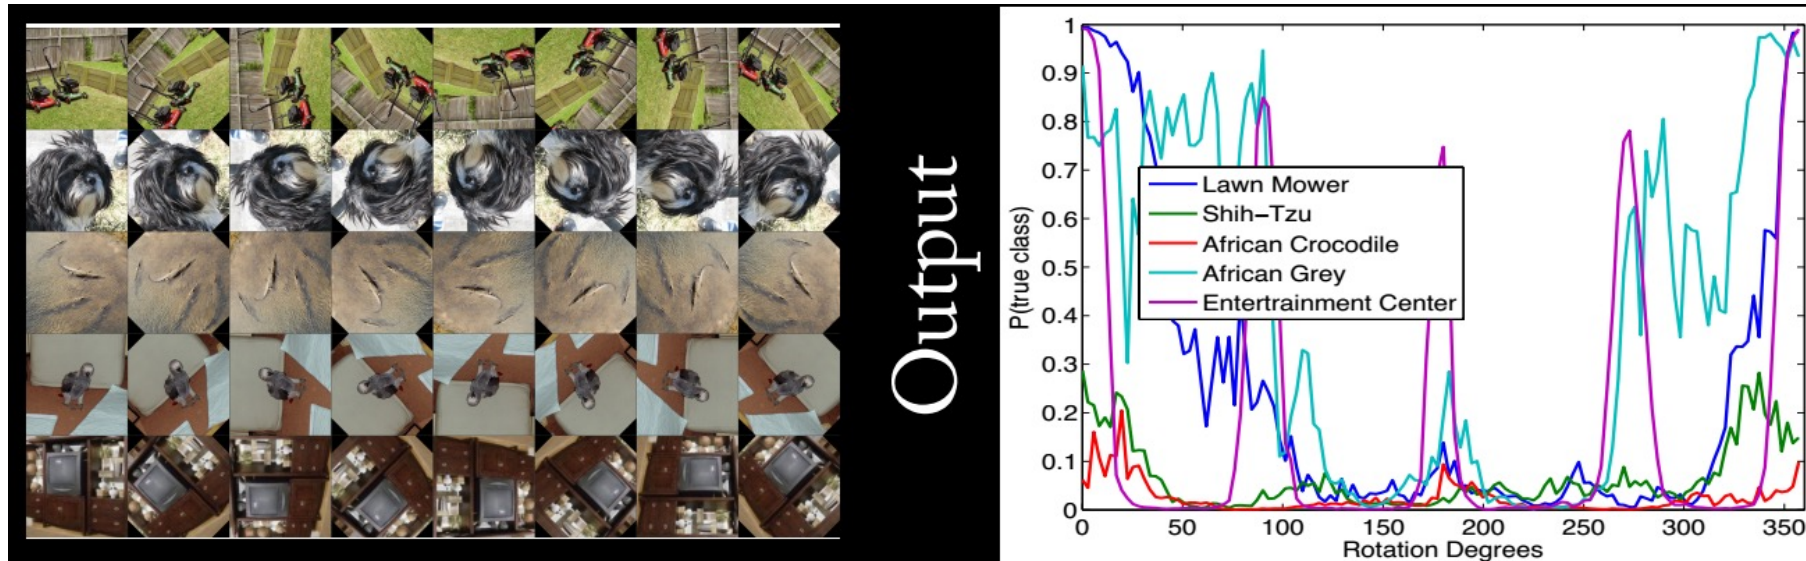 Output
P(true class)
1
0.9
0.8
0.7
0.6
0.5
0.4
0.3
0.2
0.1
0
Lawn Mower
Shih-Tzu
African Crocodile
African Grey
Entertrainment Center
0 50 100 150 200 250 300 350
Rotation Degrees